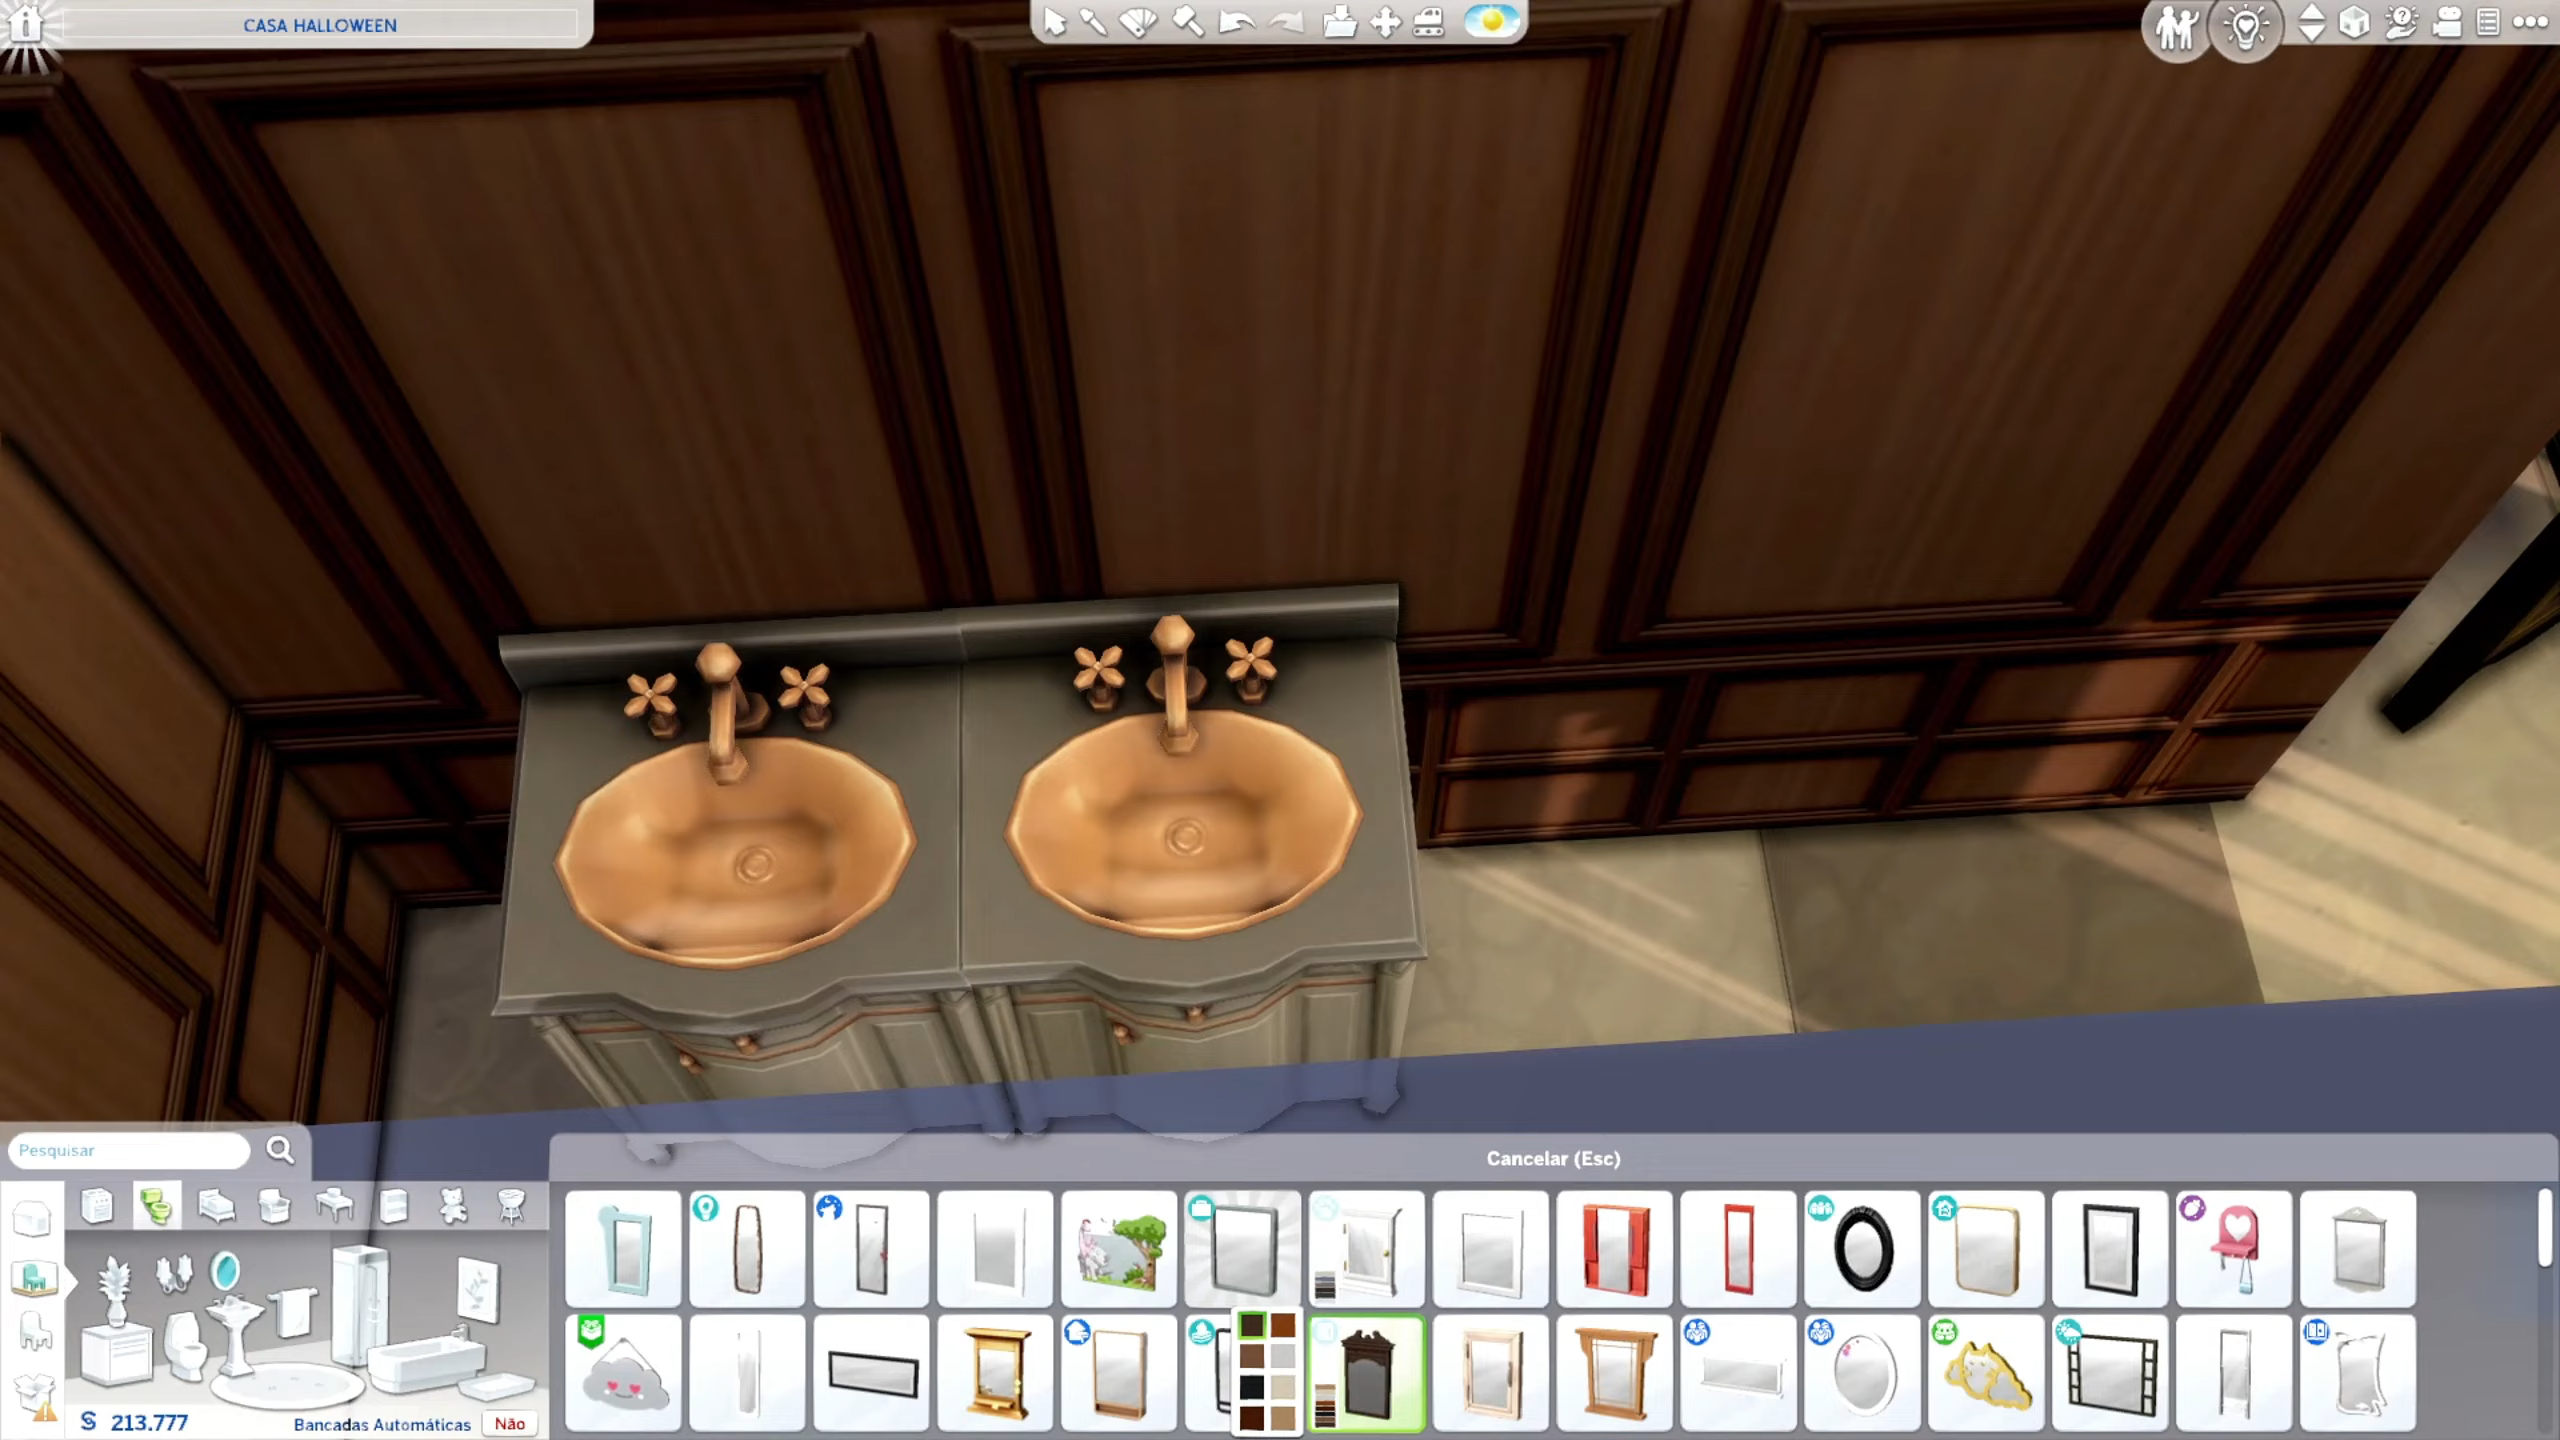 CASA HALLOWEEN
Pesquisar
Cancelar (Esc)
213.777
Bancadas Automáticas
Não